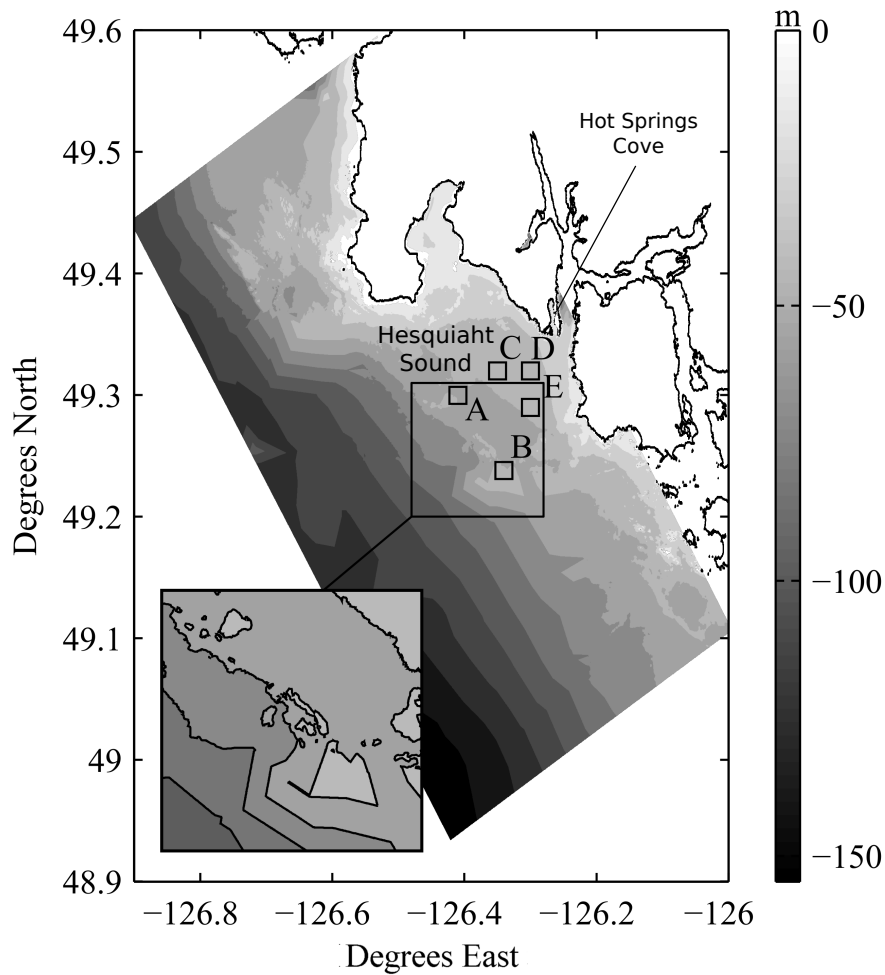 m
49.6
0
Hot Springs
Cove
49.5
49.4
−50
Hesquiaht
Sound
C D
E
49.3
A
B
Degrees North
49.2
−100
49.1
49
−150
48.9
−126.8 −126.6 −126.4 −126.2 −126
Degrees East